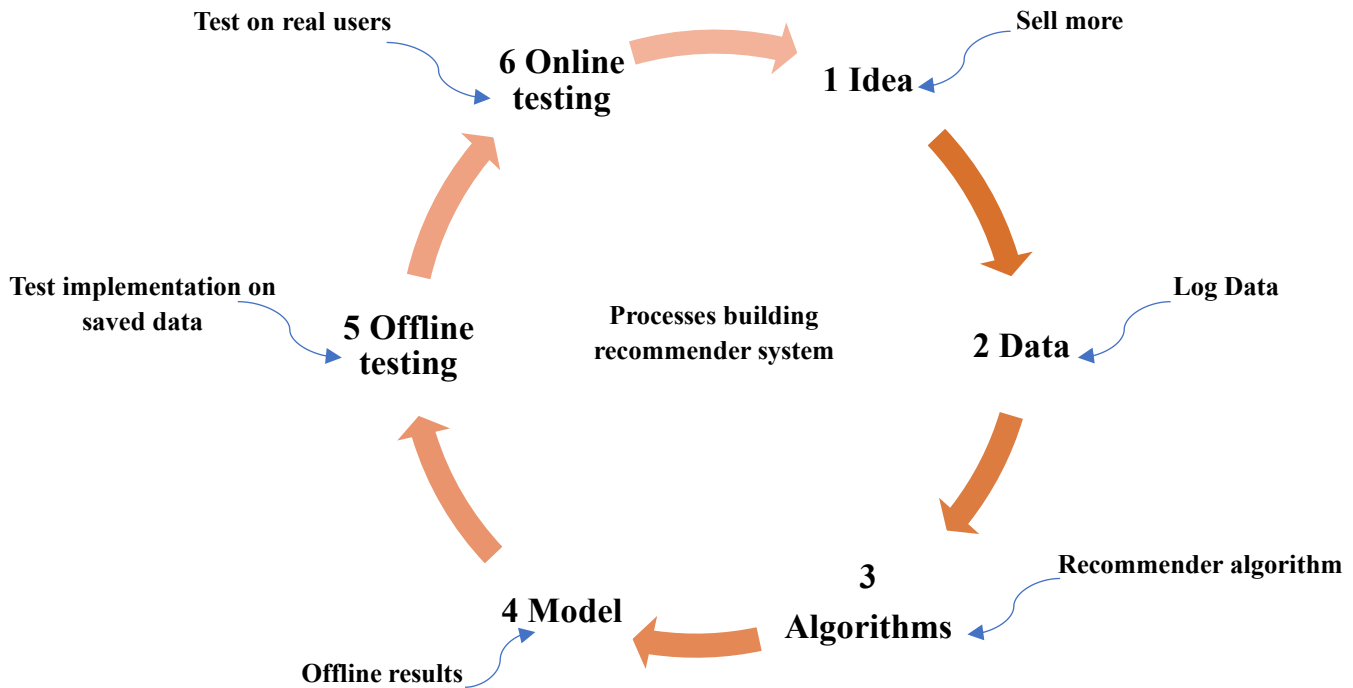 Test on real users
Sell more
6 Online
testing
1 Idea
Test implementation on
saved data
Log Data
5 Offline
testing
Processes building
recommender system
2 Data
Recommender algorithm
3
Algorithms
4 Model
Offline results